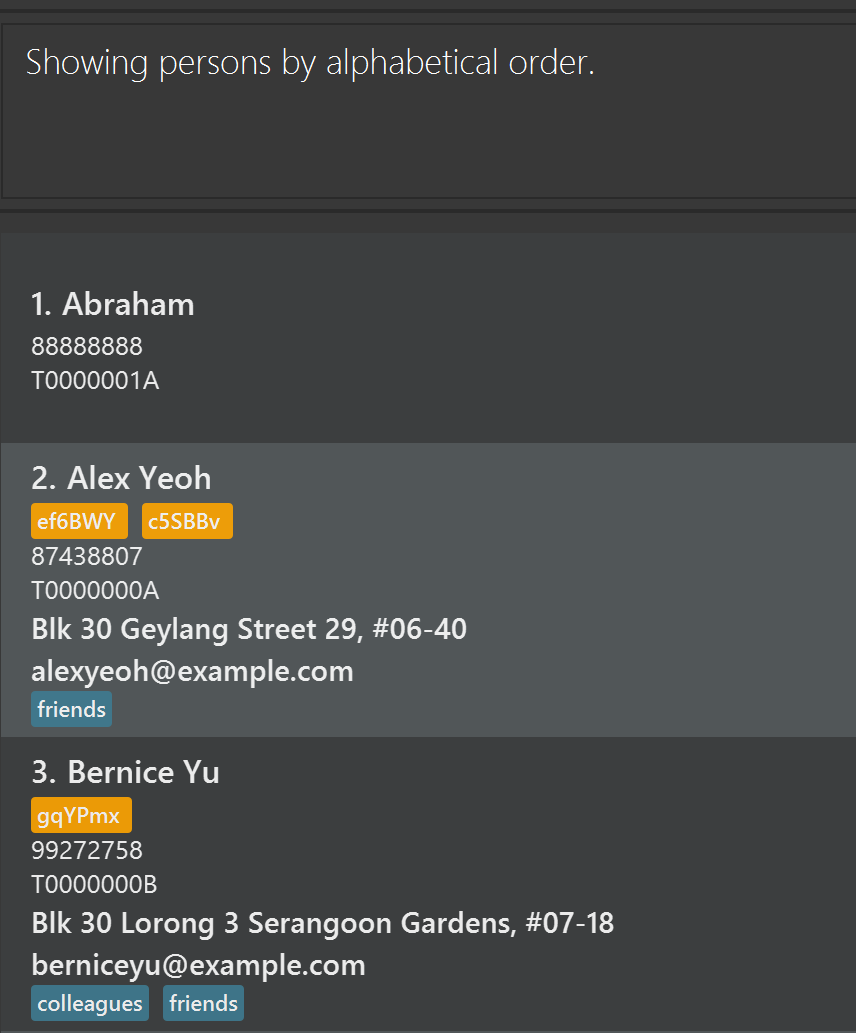 Showing persons by alphabetical order.
1. Abraham
88888888
T0000001A
2. Alex Yeoh
ef6BWY c5SBBv
87438807
T0000000A
Blk 30 Geylang Street 29, #06-40
alexyeoh@example.com
friends
3. Bernice Yu
gqYPmx
99272758
T0000000B
Blk 30 Lorong 3 Serangoon Gardens, #07-18
berniceyu@example.com
colleagues friends